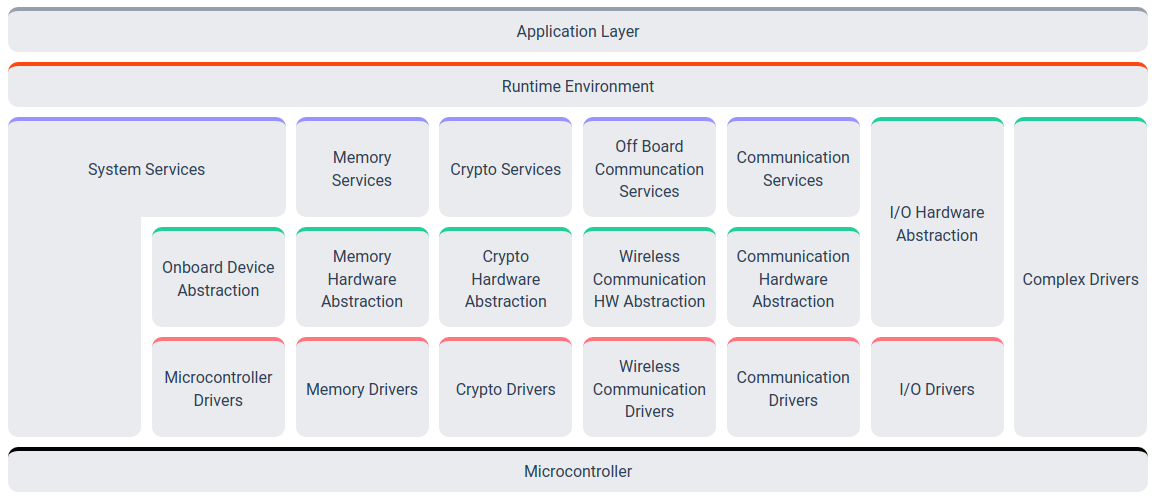 Application Layer
Runtime Environment
System Services
Memory
Services
Crypto Services
Off Board
Communcation
Services
Communication
Services
I/O Hardware
Abstraction
Complex Drivers
Onboard Device
Abstraction
Memory
Hardware
Abstraction
Crypto
Hardware
Abstraction
Wireless
Communication
HW Abstraction
Communication
Hardware
Abstraction
Microcontroller
Drivers
Memory Drivers
Crypto Drivers
Wireless
Communication
Drivers
Communication
Drivers
I/O Drivers
Microcontroller